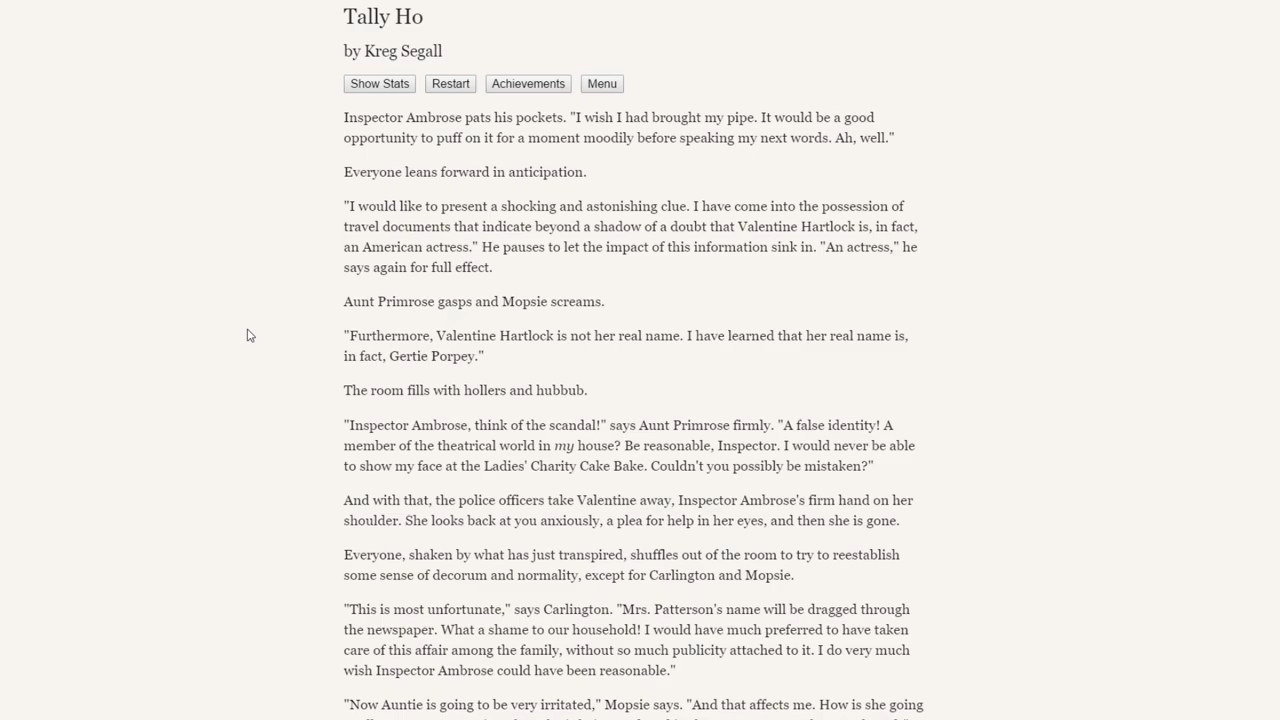 Tally Ho
by Kreg Segall
Show Stats Restart Achievements Menu
Inspector Ambrose pats his pockets. "I wish I had brought my pipe. It would be a good
opportunity to puff on it for a moment moodily before speaking my next words. Ah, well."
Everyone leans forward in anticipation.
"I would like to present a shocking and astonishing clue. I have come into the possession of
travel documents that indicate beyond a shadow of a doubt that Valentine Hartlock is, in fact,
an American actress." He pauses to let the impact of this information sink in. "An actress," he
says again for full effect.
Aunt Primrose gasps and Mopsie screams.
"Furthermore, Valentine Hartlock is not her real name. I have learned that her real name is,
in fact, Gertie Porpey."
The room fills with hollers and hubbub.
"Inspector Ambrose, think of the scandal!" says Aunt Primrose firmly. "A false identity! A
member of the theatrical world in my house? Be reasonable, Inspector. I would never be able
to show my face at the Ladies' Charity Cake Bake. Couldn't you possibly be mistaken?"
And with that, the police officers take Valentine away, Inspector Ambrose's firm hand on her
shoulder. She looks back at you anxiously, a plea for help in her eyes, and then she is gone.
Everyone, shaken by what has just transpired, shuffles out of the room to try to reestablish
some sense of decorum and normality, except for Carlington and Mopsie.
"This is most unfortunate," says Carlington. "Mrs. Patterson's name will be dragged through
the newspaper. What a shame to our household! I would have much preferred to have taken
care of this affair among the family, without so much publicity attached to it. I do very much
wish Inspector Ambrose could have been reasonable."
"Now Auntie is going to be very irritated," Mopsie says. "And that affects me. How is she going